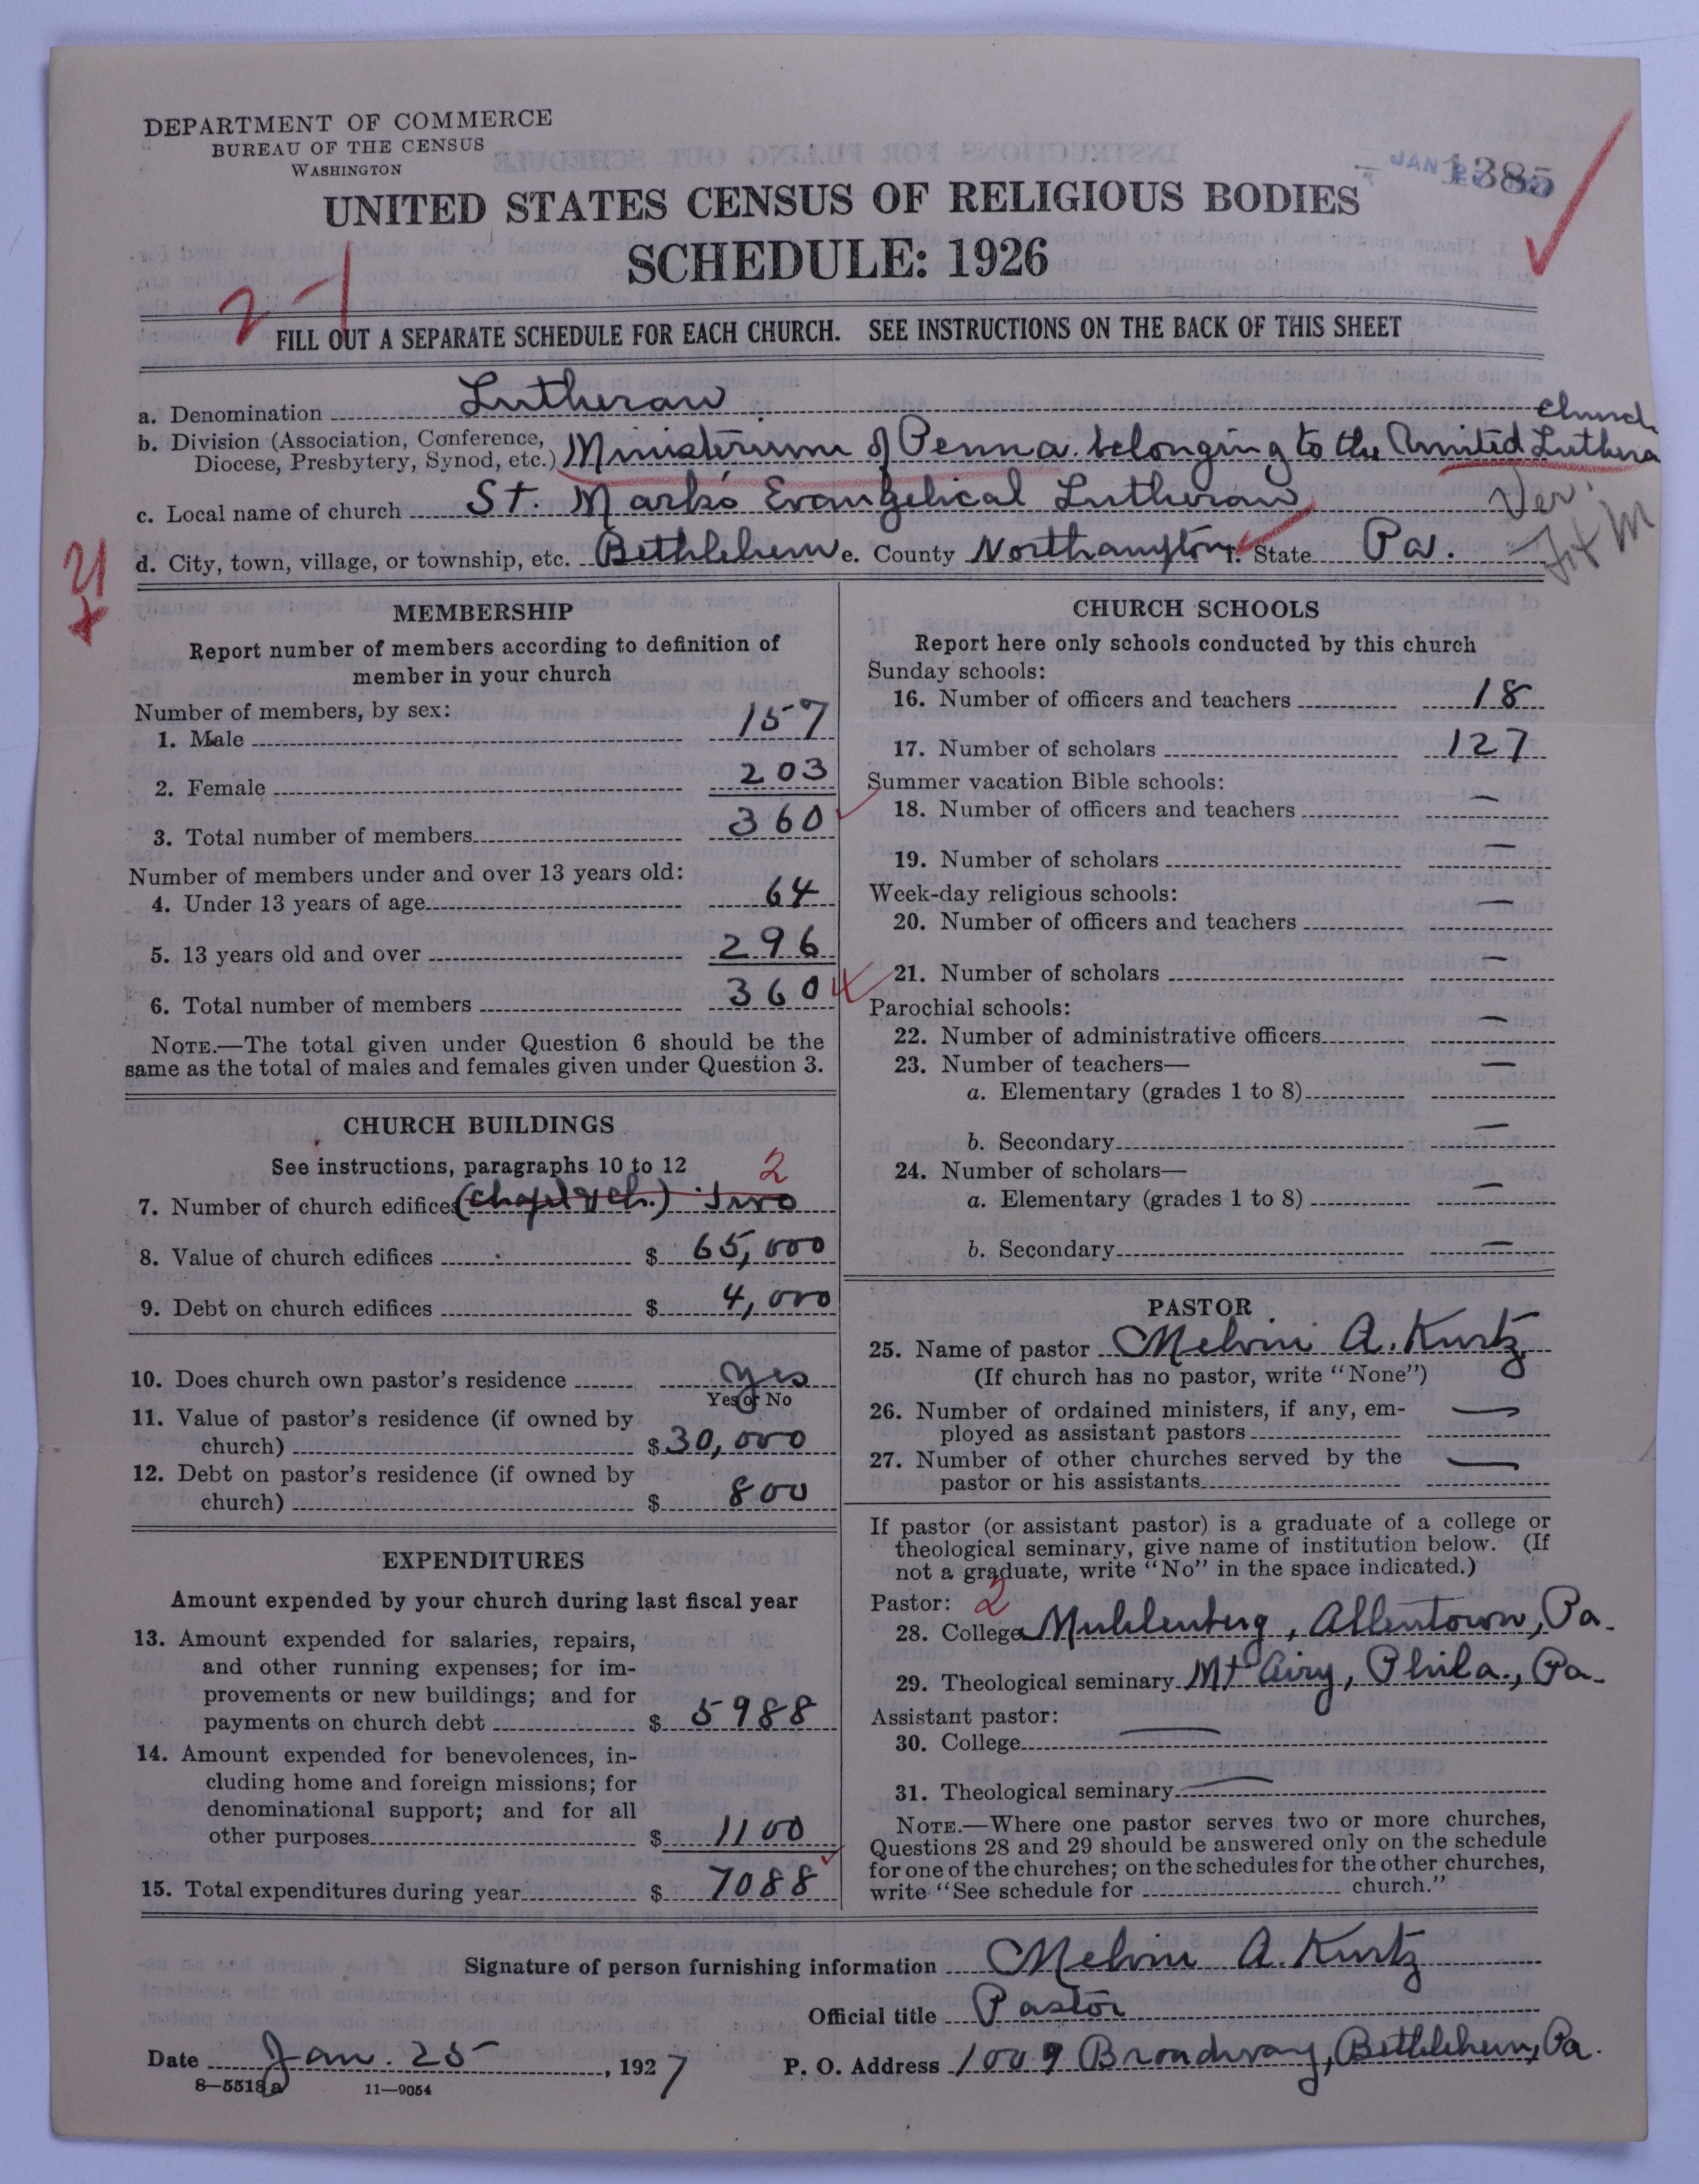 DEPARTMENT OF COMMERCE
BUREAU OF THE CENSUS
WASHINGTON
JAN 1385
UNITED STATES CENSUS OF RELIGIOUS BODIES
SCHEDULE: 1926
2-1
FILL OUT A SEPARATE SCHEDULE FOR EACH CHURCH. SEE INSTRUCTIONS ON THE BACK OF THIS SHEET
a. Denomination Lutheran
b. Division (Association, Conference, Diocese, Presbytery, Synod, etc.) Ministerium of Penna. belonging to the United Luthera Church
c. Local name of church St. Mark's Evangelical Lutheran
Ver.
d. City, town, village, or township, etc. Bethlehem e. County Northampton f. State Pa.
MEMBERSHIP
Report number of members according to definition of
member in your church
Number of members, by sex:
1. Male 157
2. Female 203
3. Total number of members 360
Number of members under and over 13 years old:
4. Under 13 years of age 64
5. 13 years old and over 296
6. Total number of members 360
NOTE.—The total given under Question 6 should be the
same as the total of males and females given under Question 3.
CHURCH BUILDINGS
See instructions, paragraphs 10 to 12 2
7. Number of church edifices (Chapel & Ch.) Two
8. Value of church edifices $ 65,000
9. Debt on church edifices $ 4,000
10. Does church own pastor's residence Yes
Yes or No
11. Value of pastor's residence (if owned by
church) $ 30,000
12. Debt on pastor's residence (if owned by
church) $ 800
EXPENDITURES
Amount expended by your church during last fiscal year
13. Amount expended for salaries, repairs,
and other running expenses; for im-
provements or new buildings; and for
payments on church debt $ 5988
14. Amount expended for benevolences, in-
cluding home and foreign missions; for
denominational support; and for all
other purposes $ 1100
15. Total expenditures during year $ 7088
CHURCH SCHOOLS
Report here only schools conducted by this church
Sunday schools:
16. Number of officers and teachers 18
17. Number of scholars 127
Summer vacation Bible schools:
18. Number of officers and teachers —
19. Number of scholars —
Week-day religious schools:
20. Number of officers and teachers —
21. Number of scholars —
Parochial schools:
22. Number of administrative officers —
23. Number of teachers— —
a. Elementary (grades 1 to 8)
b. Secondary —
24. Number of scholars—
a. Elementary (grades 1 to 8) —
b. Secondary —
PASTOR
25. Name of pastor Melvin A. Kurtz
(If church has no pastor, write "None")
26. Number of ordained ministers, if any, em-
ployed as assistant pastors —
27. Number of other churches served by the
pastor or his assistants —
If pastor (or assistant pastor) is a graduate of a college or
theological seminary, give name of institution below. (If
not a graduate, write "No" in the space indicated.)
Pastor: 2
28. College Muhlenberg, Allentown, Pa.
29. Theological seminary Mt Airy, Phila., Pa.
Assistant pastor:
30. College —
31. Theological seminary —
NOTE.—Where one pastor serves two or more churches,
Questions 28 and 29 should be answered only on the schedule
for one of the churches; on the schedules for the other churches,
write "See schedule for church."
Signature of person furnishing information Melvin A. Kurtz
Official title Pastor
Date Jan. 25, 1927 P. O. Address 1009 Broadway, Bethlehem, Pa.
8—5518a 11—9054